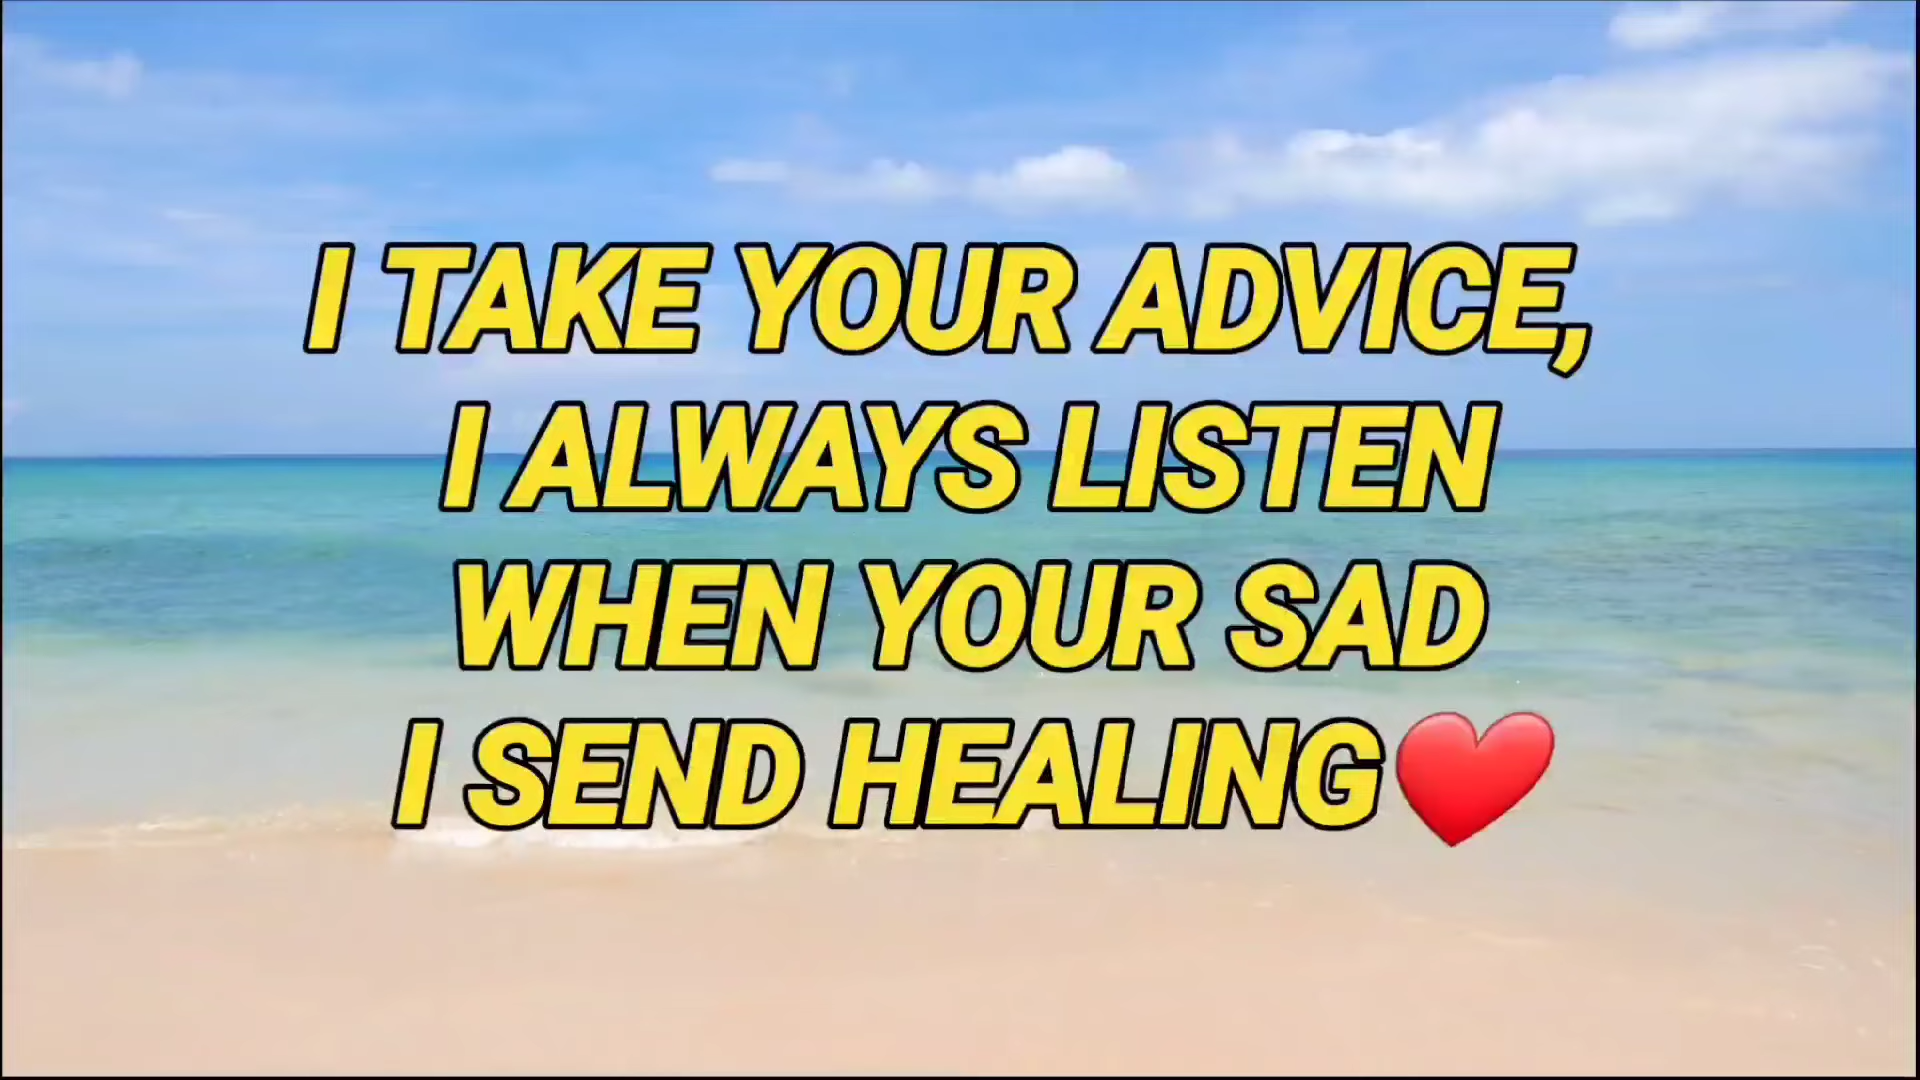 I TAKE YOUR ADVICE,
I ALWAYS LISTEN
WHEN YOUR SAD
I SEND HEALING❤️